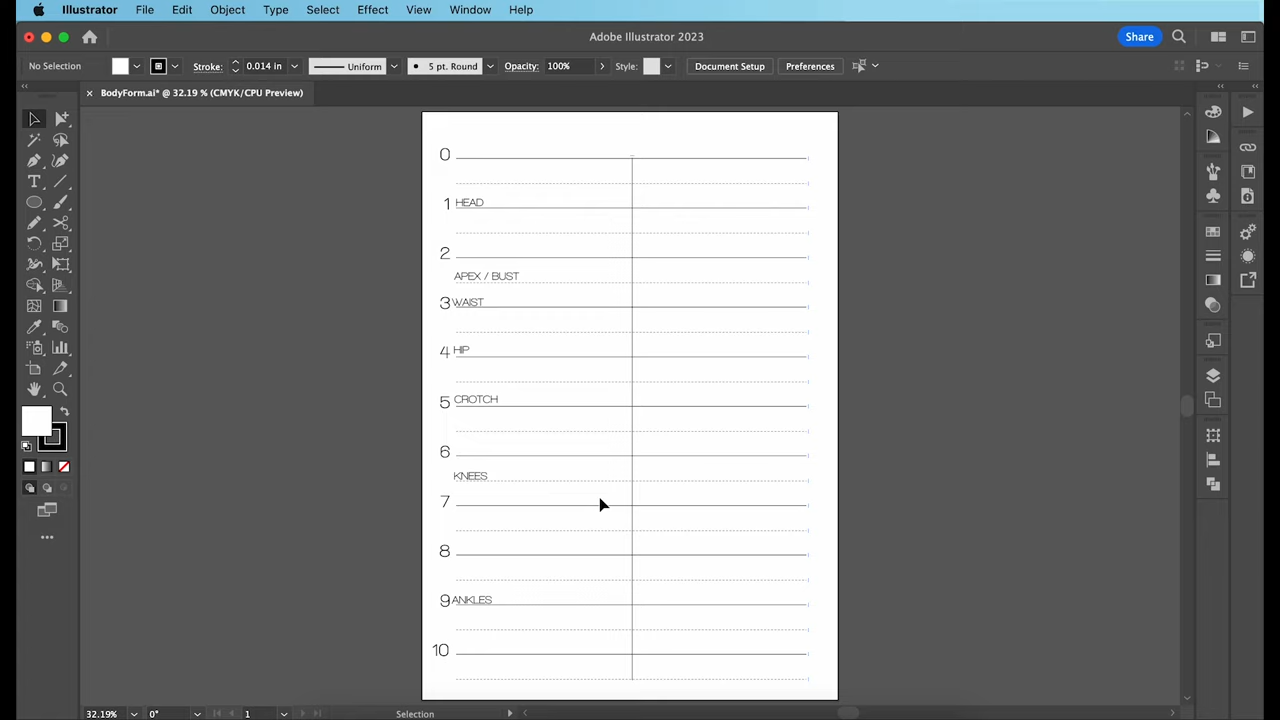 Illustrator File Edit Object Type Select Effect View Window Help
Adobe Illustrator 2023
Share
No Selection Stroke: 0.014 in Uniform 5 pt. Round Opacity: 100% Style: Document Setup Preferences
BodyForm.ai* @ 32.19 % (CMYK/CPU Preview)
0
1 HEAD
2
APEX / BUST
3 WAIST
4 HIP
5 CROTCH
6
KNEES
7
8
9 ANKLES
10
32.19% 0° 1 Selection